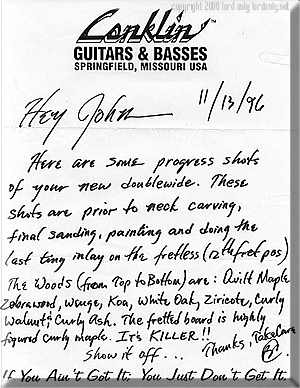 copyright 2000 lord only lordonly.net
Conklin
GUITARS & BASSES
SPRINGFIELD, MISSOURI USA
11/13/96
Hey John
Here are some progress shots
of your new doublewide. These
shots are prior to neck carving,
final sanding, painting and doing the
last ting inlay on the fretless (12th fret pos)
The Woods (from Top to Bottom) are: Quilt Maple
Zebrawood, Wenge, Koa, White Oak, Ziricote, Curly
Walnut; Curly Ash. The fretted board is highly
figured curly Maple. It's KILLER!!
Show it off... Thanks, Take Care
If You Ain't Got It, You Just Don't Got It.